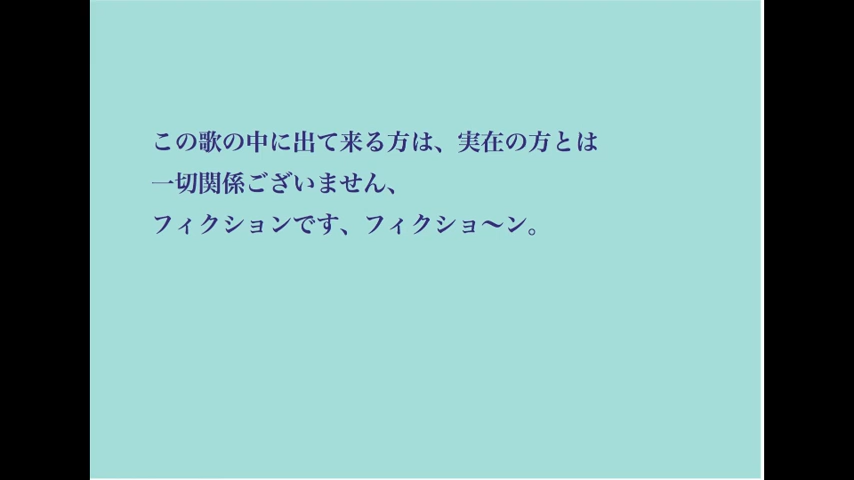 この歌の中に出て来る方は、実在の方とは
一切関係ございません、
フィクションです、フィクショ〜ン。